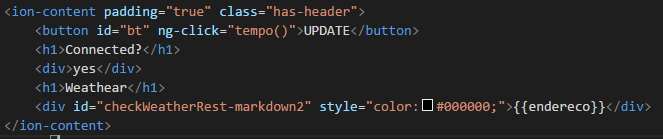 <ion-content padding="true" class="has-header">
<button id="bt" ng-click="tempo()">UPDATE</button>
<h1>Connected?</h1>
<div>yes</div>
<h1>Weathear</h1>
<div id="checkWeatherRest-markdown2" style="color:#000000;">{{endereco}}</div>
</ion-content>